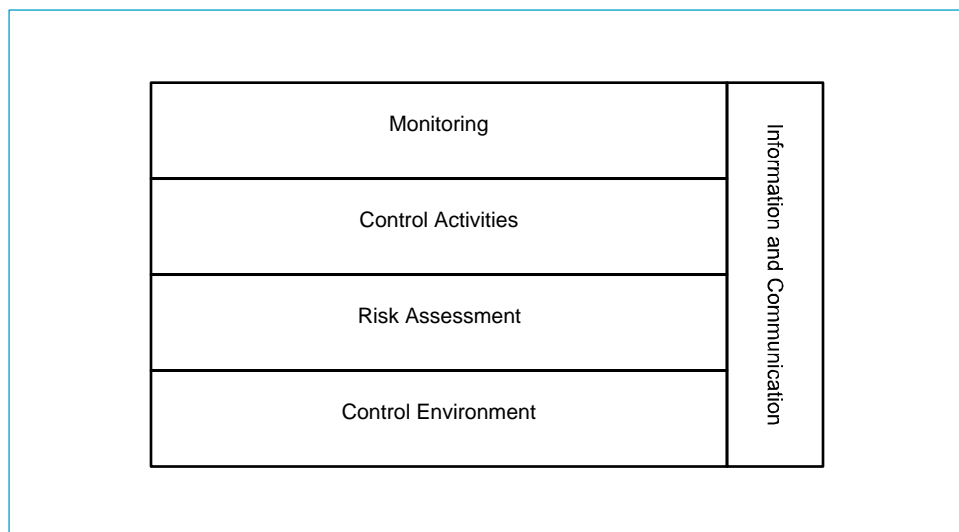 Monitoring
Control Activities
Risk Assessment
Control Environment
Information and Communication